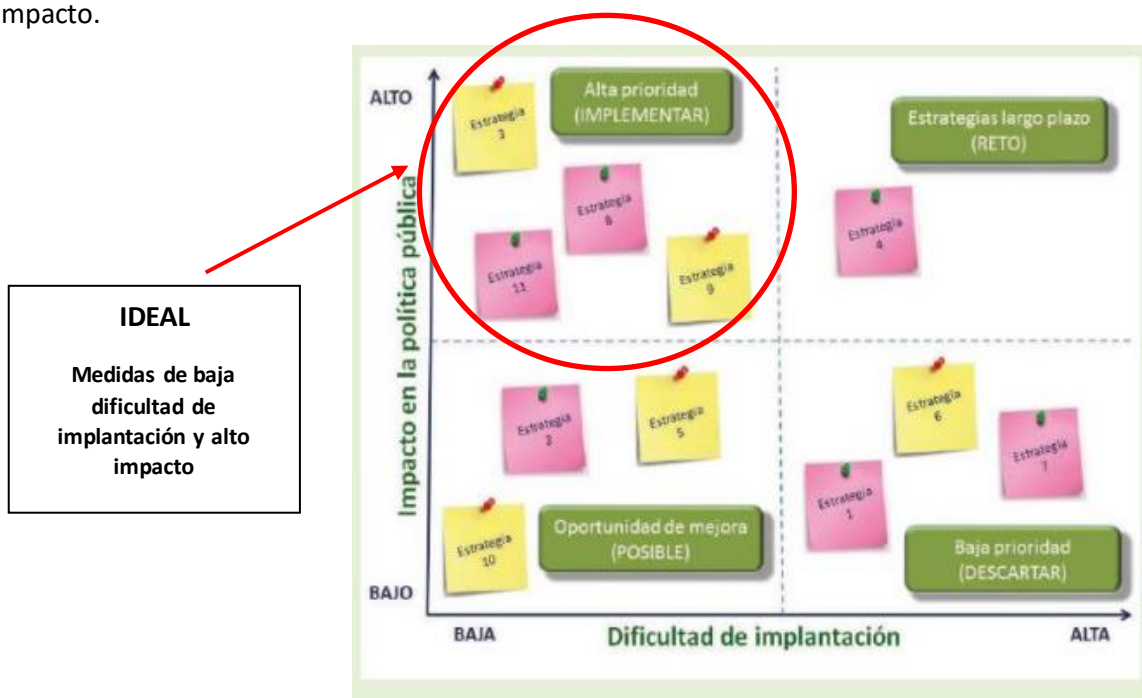 mpacto.
ALTO
Estrategia
3
Alta prioridad
(IMPLEMENTAR)
Estrategias largo plazo
(RETO)
Estrategia
8
Estrategia
4
Estrategia
11
Estrategia
9
Impacto en la política pública
IDEAL
Medidas de baja
dificultad de
implantación y alto
impacto
Estrategia
2
Estrategia
5
Estrategia
6
Estrategia
7
Estrategia
1
Estrategia
10
Oportunidad de mejora
(POSIBLE)
Baja prioridad
(DESCARTAR)
BAJO
BAJA
Dificultad de implantación
ALTA